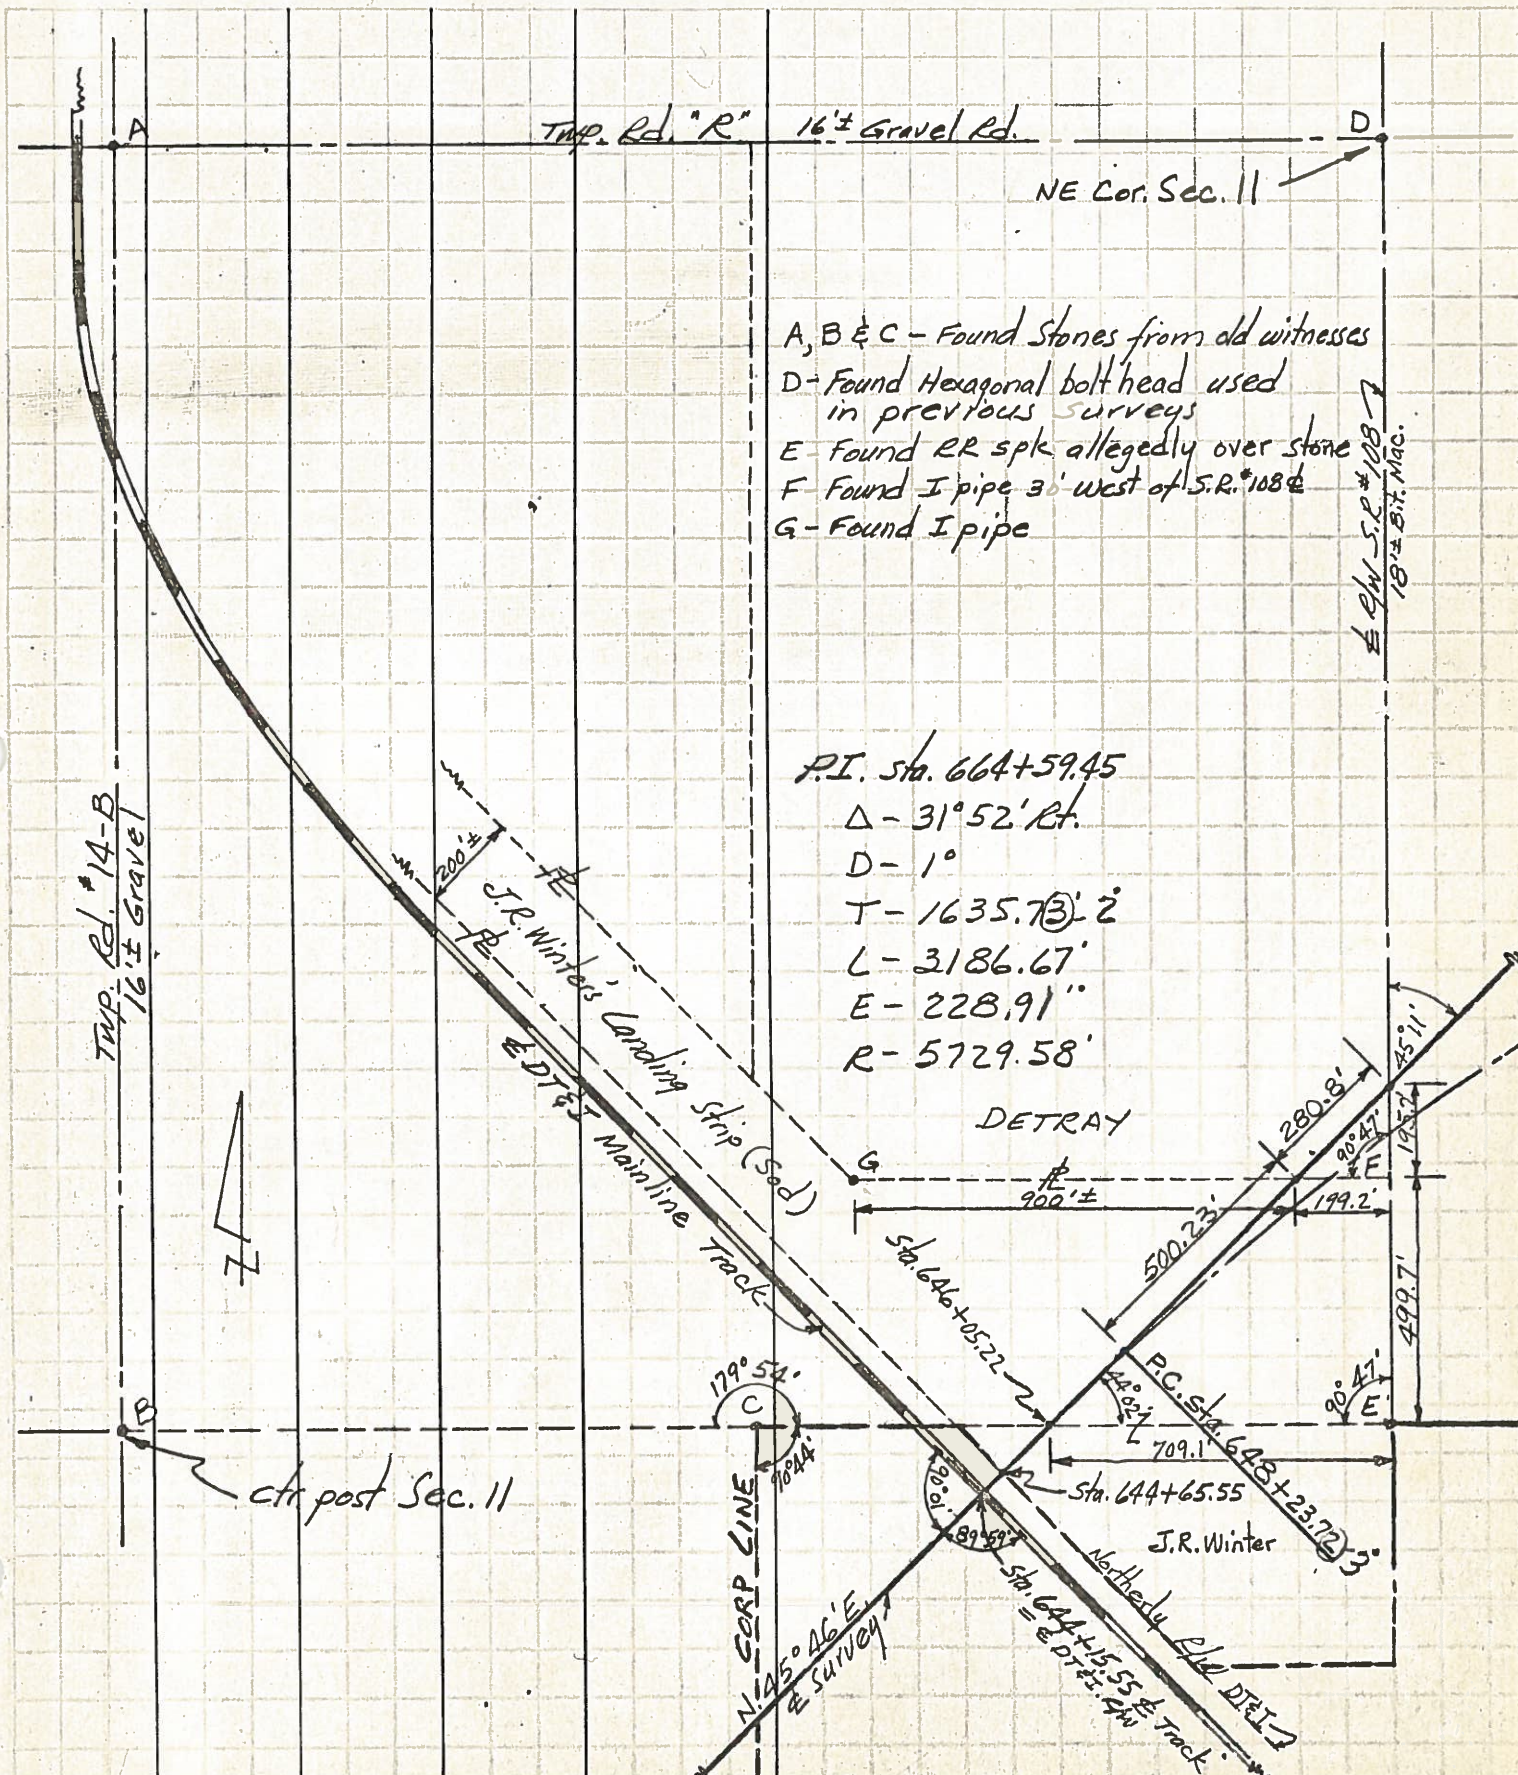 A
Twp. Rd. "R"
16'± Gravel Rd.
D
NE Cor. Sec. 11
A, B & C - Found Stones from old witnesses
D - Found Hexagonal bolt head used
in previous surveys
E Found RR spk allegedly over stone
F Found I pipe 3 ' west of S.R. #108 ℄
G - Found I pipe
℄ R/W S.R #108
18'± Bit. Mac.
P.I. sta. 664+59.45
Δ - 31°52' Rt.
D - 1°
T - 1635.73' 2
L - 3186.67'
E - 228.91'
R - 5729.58'
DETRAY
Twp. Rd. #14-B
16'± Gravel
200'±
℄
J.R. Winters' Landing Strip (Sod)
℄
℄ DT&I Mainline Track
G
900'±
199.2'
45°11'
280.8'
195.2'
90°47'
F
500.23'
499.7'
Sta. 646+05.22
P.C. Sta. 648+23.72 3
44°02'
90°47'
E
709.1'
179° 54'
C
90°44'
B
ctr. post Sec. 11
CORP LINE
90°01'
89°59'
Sta. 644+65.55
J.R. Winter
Sta. 644+15.55 ℄ Track
= ℄ DT&I. R/W
Northerly R/W DT&I
N. 45° 46' E.
℄ Survey